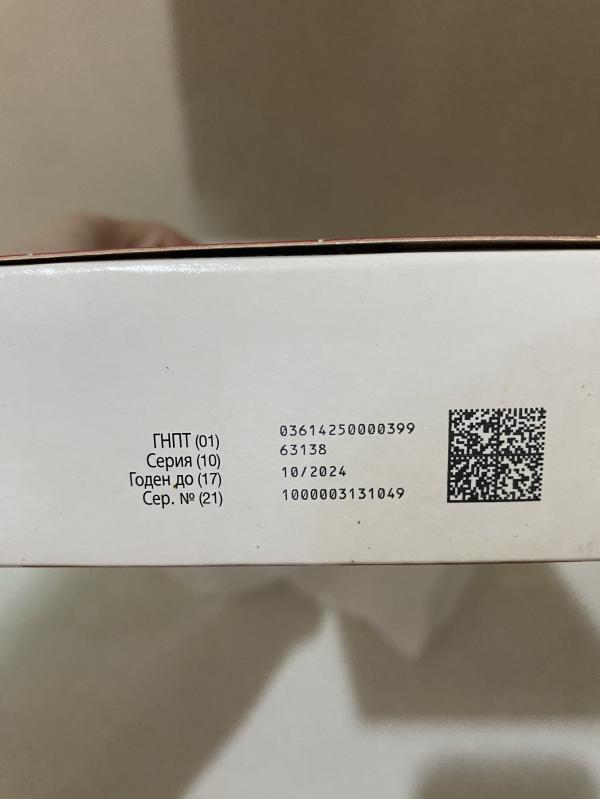 ГНПТ (01) 03614250000399
Серия (10) 63138
Годен до (17) 10/2024
Сер. № (21) 1000003131049